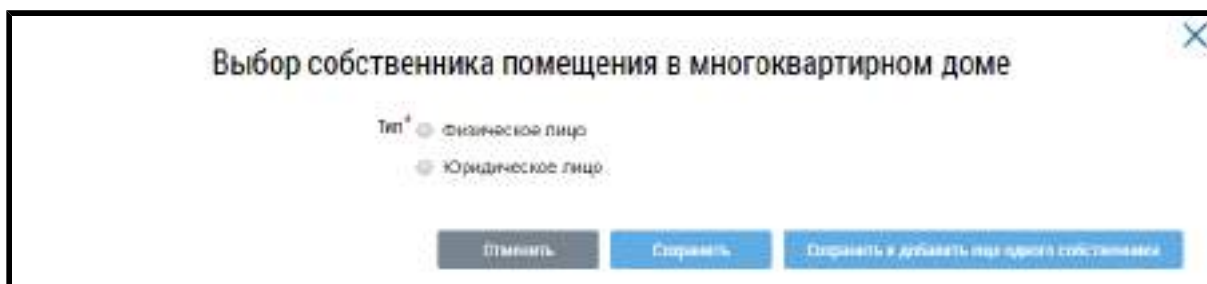 Выбор собственника помещения в многоквартирном доме
Тип* Физическое лицо
Юридическое лицо
Отменить Сохранить Сохранить и добавить еще одного собственника